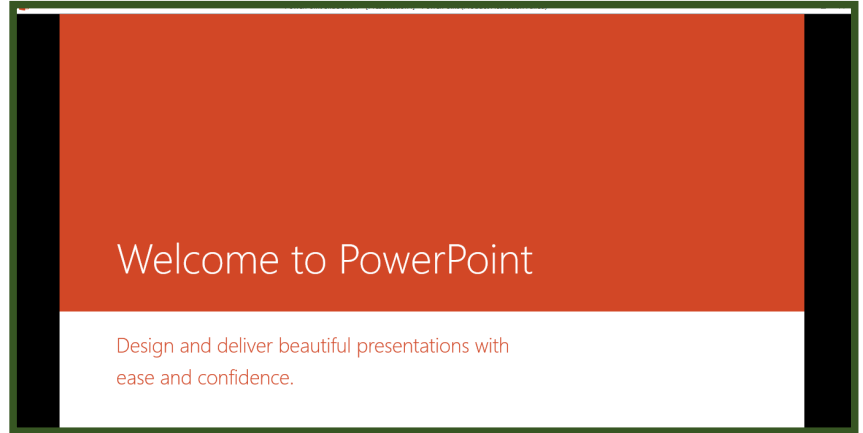 Welcome to PowerPoint
Design and deliver beautiful presentations with
ease and confidence.